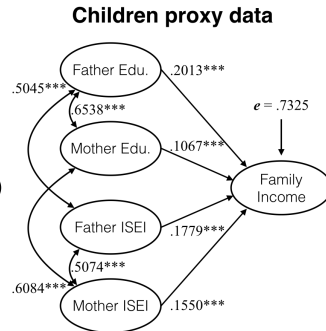 Children proxy data
Father Edu.
.2013***
.5045***
.6538***
e = .7325
Mother Edu.
.1067***
Family
Income
Father ISEI
.1779***
.5074***
.6084***
Mother ISEI
.1550***
)